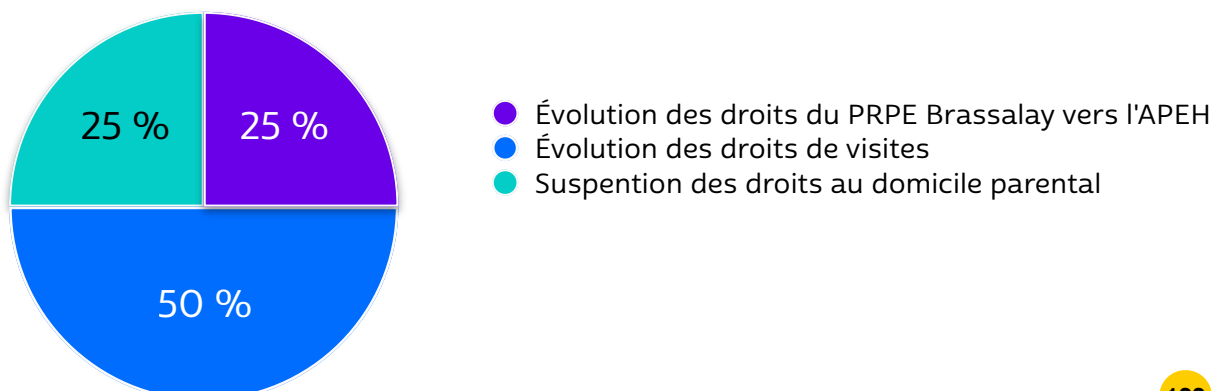 25 % 25 %
50 %
Évolution des droits du PRPE Brassalay vers l'APEH
Évolution des droits de visites
Suspention des droits au domicile parental